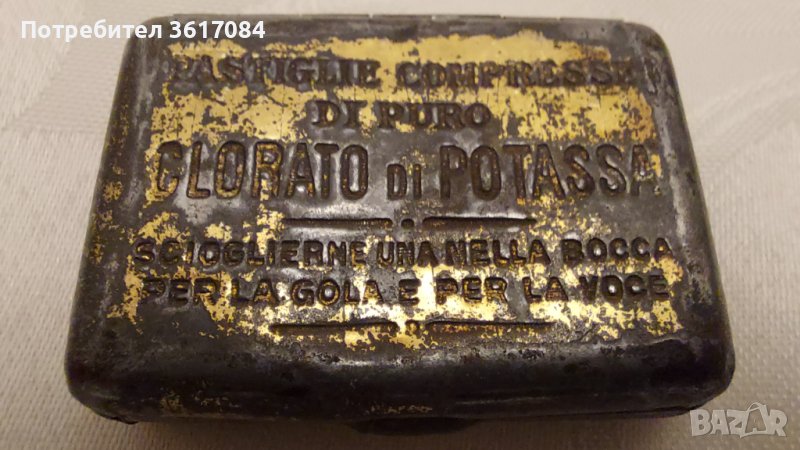 Потребител 3617084
PASTIGLIE COMPRESSE
DI PURO
CLORATO DI POTASSA
SCIOGLIERNE UNA NELLA BOCCA
PER LA GOLA E PER LA VOCE
BAZAR